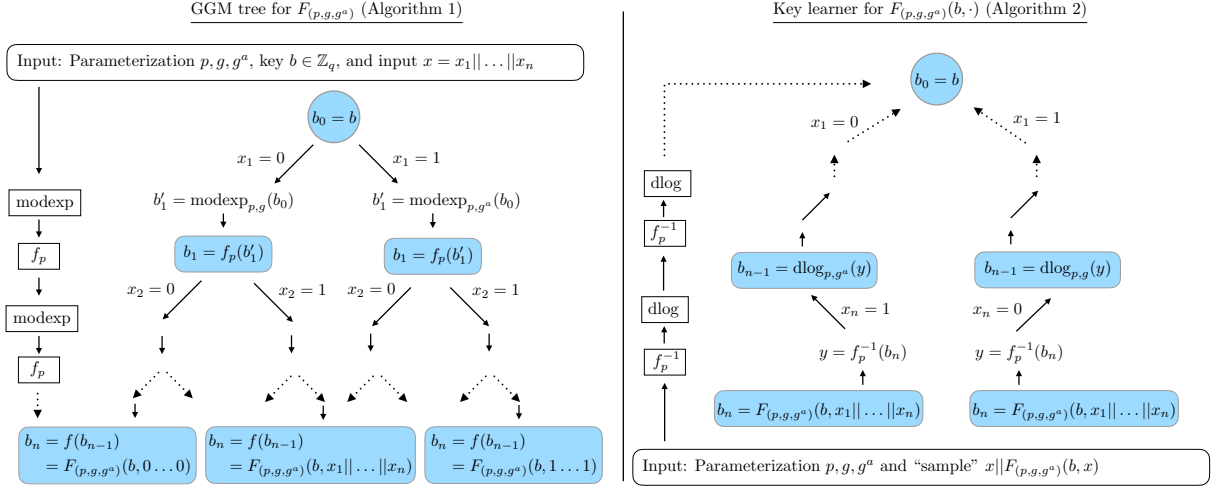 GGM tree for F_{(p,g,g^a)} (Algorithm 1)
Input: Parameterization p, g, g^a, key b ∈ ℤ_q, and input x = x_1|| . . . ||x_n
b_0 = b
x_1 = 0
x_1 = 1
modexp
b'_1 = modexp_{p,g}(b_0)
b'_1 = modexp_{p,g^a}(b_0)
f_p
b_1 = f_p(b'_1)
b_1 = f_p(b'_1)
x_2 = 0
x_2 = 1
x_2 = 0
x_2 = 1
modexp
f_p
b_n = f(b_{n−1})
= F_{(p,g,g^a)}(b, 0 . . . 0)
b_n = f(b_{n−1})
= F_{(p,g,g^a)}(b, x_1|| . . . ||x_n)
b_n = f(b_{n−1})
= F_{(p,g,g^a)}(b, 1 . . . 1)
Key learner for F_{(p,g,g^a)}(b, ·) (Algorithm 2)
b_0 = b
x_1 = 0
x_1 = 1
dlog
f_p^{−1}
b_{n−1} = dlog_{p,g^a}(y)
b_{n−1} = dlog_{p,g}(y)
dlog
x_n = 1
x_n = 0
f_p^{−1}
y = f_p^{−1}(b_n)
y = f_p^{−1}(b_n)
b_n = F_{(p,g,g^a)}(b, x_1|| . . . ||x_n)
b_n = F_{(p,g,g^a)}(b, x_1|| . . . ||x_n)
Input: Parameterization p, g, g^a and “sample” x||F_{(p,g,g^a)}(b, x)